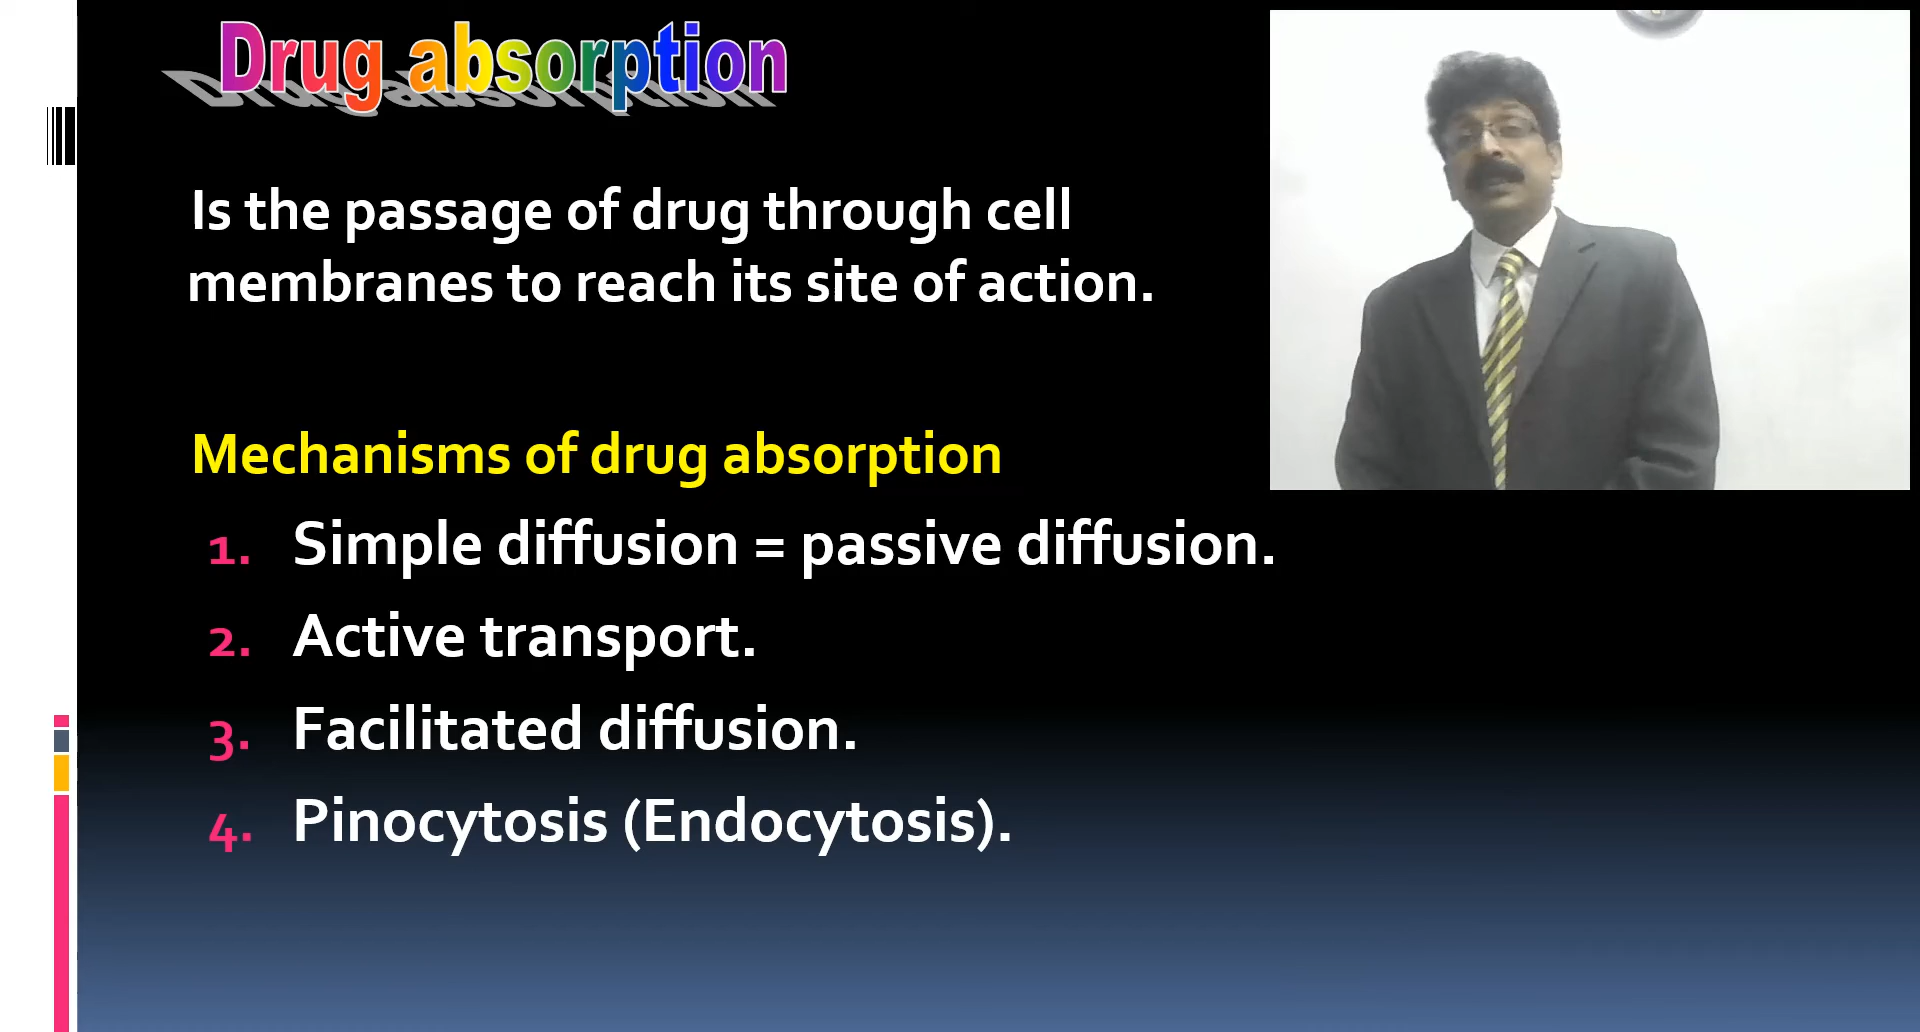 Drug absorption
Is the passage of drug through cell
membranes to reach its site of action.
Mechanisms of drug absorption
1. Simple diffusion = passive diffusion.
2. Active transport.
3. Facilitated diffusion.
4. Pinocytosis (Endocytosis).